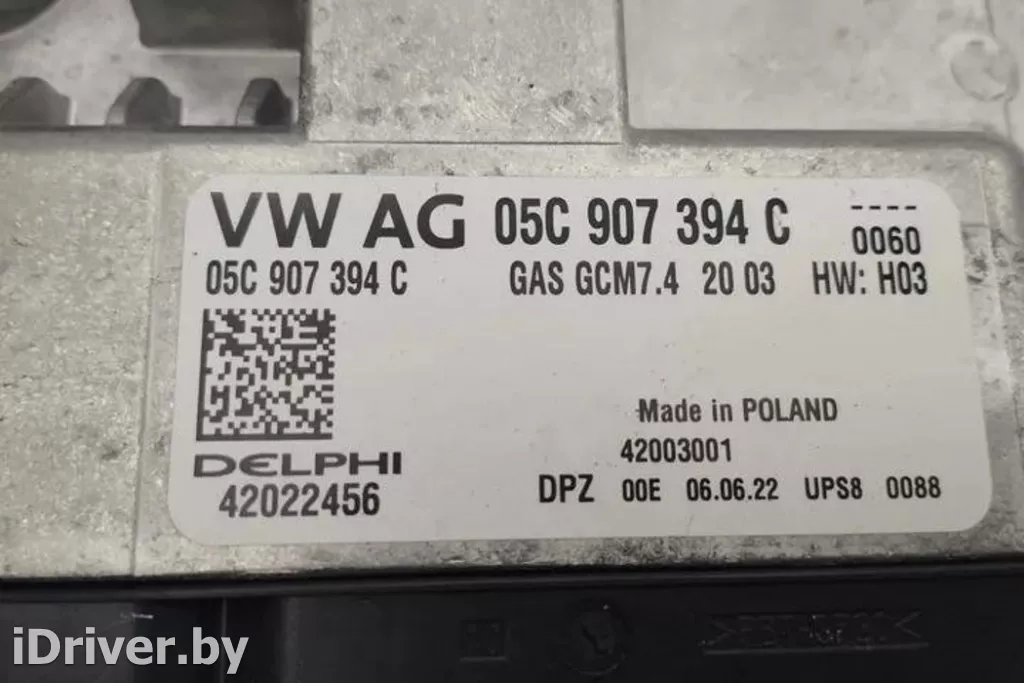 VW AG 05C 907 394 C ----
0060
05C 907 394 C GAS GCM7.4 20 03 HW: H03
Made in POLAND
42003001
DELPHI
42022456 DPZ 00E 06.06.22 UPS8 0088
iDriver.by